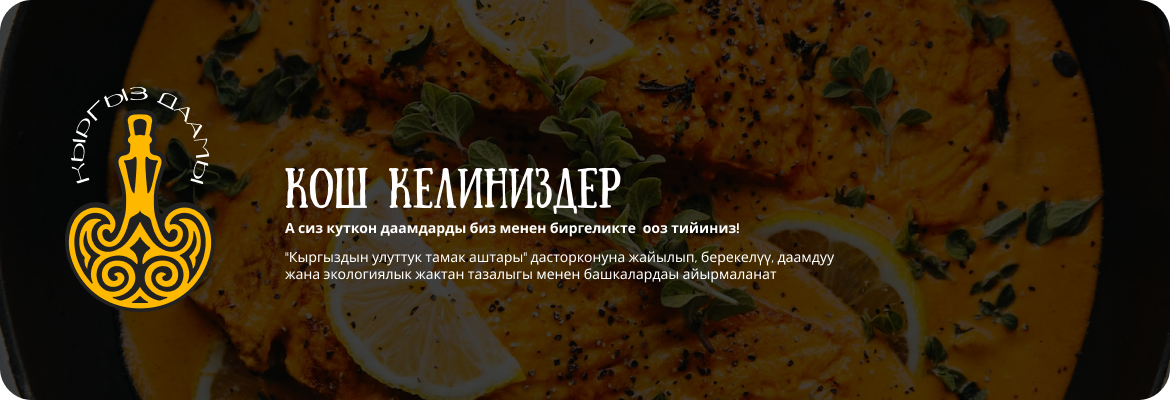 КЫРГЫЗ ДААМЫ
КОШ КЕЛИНИЗДЕР
А сиз куткон даамдарды биз менен биргеликте ооз тийиниз!
"Кыргыздын улуттук тамак аштары" дасторконуна жайылып, берекелүү, даамдуу
жана экологиялык жактан тазалыгы менен башкалардаы айырмаланат